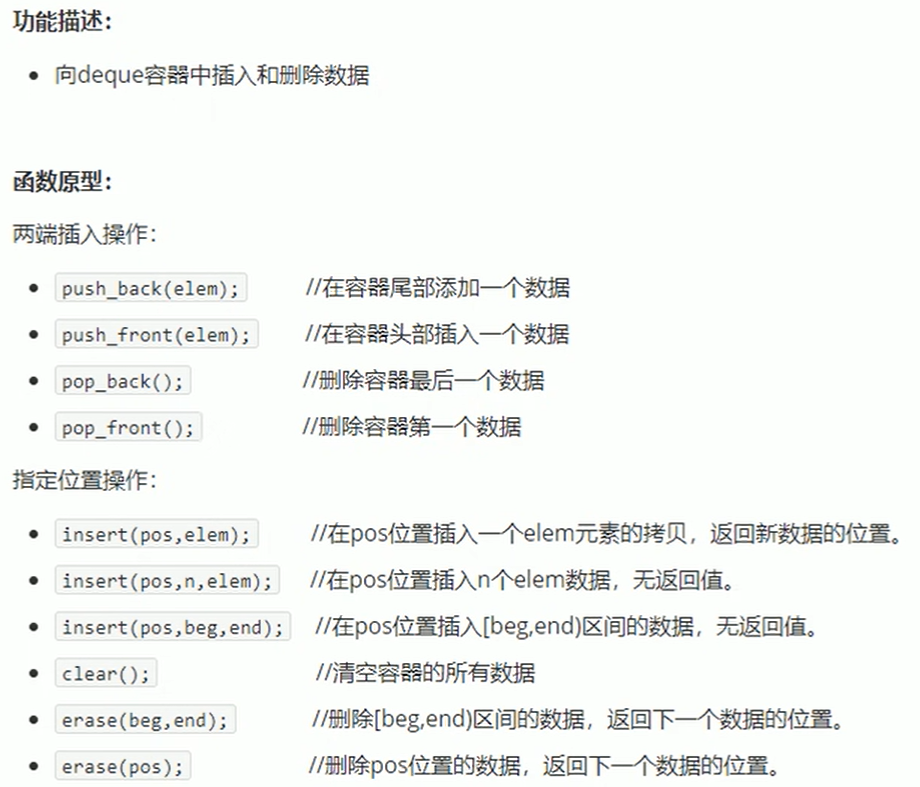 功能描述：
• 向deque容器中插入和删除数据
函数原型：
两端插入操作：
• push_back(elem); //在容器尾部添加一个数据
• push_front(elem); //在容器头部插入一个数据
• pop_back(); //删除容器最后一个数据
• pop_front(); //删除容器第一个数据
指定位置操作：
• insert(pos,elem); //在pos位置插入一个elem元素的拷贝，返回新数据的位置。
• insert(pos,n,elem); //在pos位置插入n个elem数据，无返回值。
• insert(pos,beg,end); //在pos位置插入[beg,end)区间的数据，无返回值。
• clear(); //清空容器的所有数据
• erase(beg,end); //删除[beg,end)区间的数据，返回下一个数据的位置。
• erase(pos); //删除pos位置的数据，返回下一个数据的位置。